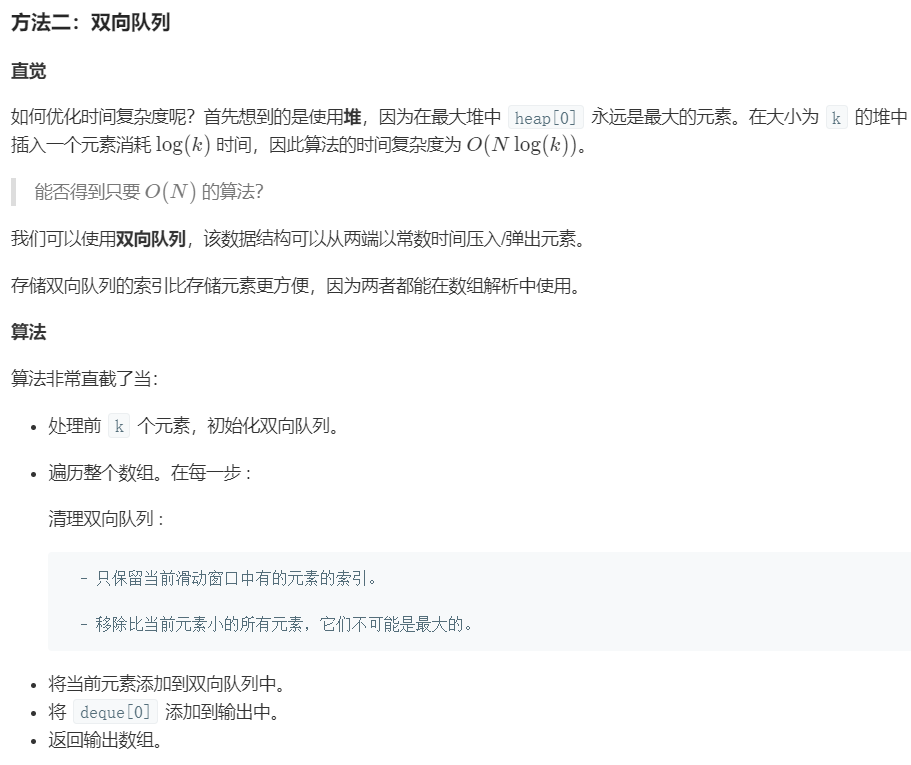 方法二：双向队列
直觉
如何优化时间复杂度呢？首先想到的是使用堆，因为在最大堆中 heap[0] 永远是最大的元素。在大小为 k 的堆中
插入一个元素消耗 log(k) 时间，因此算法的时间复杂度为 O(N log(k))。
能否得到只要 O(N) 的算法？
我们可以使用双向队列，该数据结构可以从两端以常数时间压入/弹出元素。
存储双向队列的索引比存储元素更方便，因为两者都能在数组解析中使用。
算法
算法非常直截了当：
• 处理前 k 个元素，初始化双向队列。
• 遍历整个数组。在每一步 :
清理双向队列 :
- 只保留当前滑动窗口中有的元素的索引。
- 移除比当前元素小的所有元素，它们不可能是最大的。
• 将当前元素添加到双向队列中。
• 将 deque[0] 添加到输出中。
• 返回输出数组。